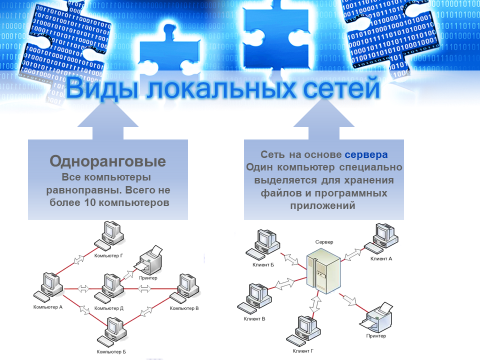 Виды локальных сетей
Одноранговые
Все компьютеры
равноправны. Всего не
более 10 компьютеров
Сеть на основе сервера
Один компьютер специально
выделяется для хранения
файлов и программных
приложений
Компьютер Г
Принтер
Компьютер А
Компьютер Д
Компьютер В
Компьютер Б
Сервер
Клиент Б
Клиент А
Клиент В
Принтер
Клиент Г